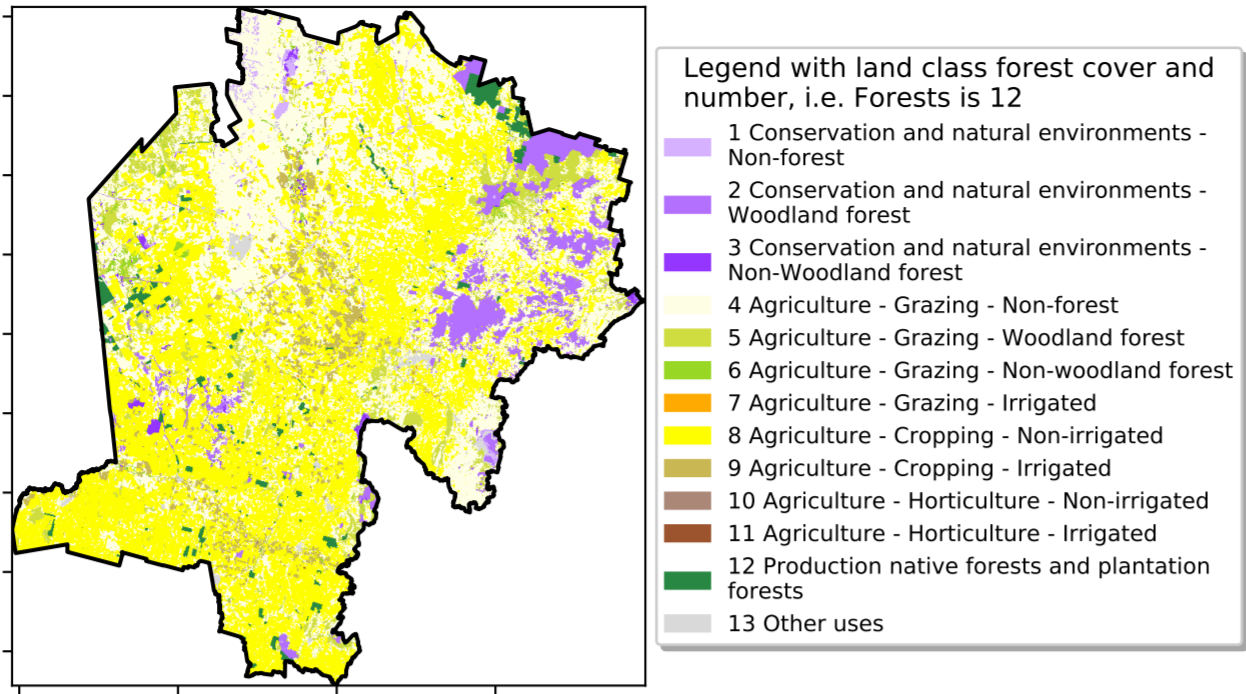 Legend with land class forest cover and
number, i.e. Forests is 12
1 Conservation and natural environments -
Non-forest
2 Conservation and natural environments -
Woodland forest
3 Conservation and natural environments -
Non-Woodland forest
4 Agriculture - Grazing - Non-forest
5 Agriculture - Grazing - Woodland forest
6 Agriculture - Grazing - Non-woodland forest
7 Agriculture - Grazing - Irrigated
8 Agriculture - Cropping - Non-irrigated
9 Agriculture - Cropping - Irrigated
10 Agriculture - Horticulture - Non-irrigated
11 Agriculture - Horticulture - Irrigated
12 Production native forests and plantation
forests
13 Other uses